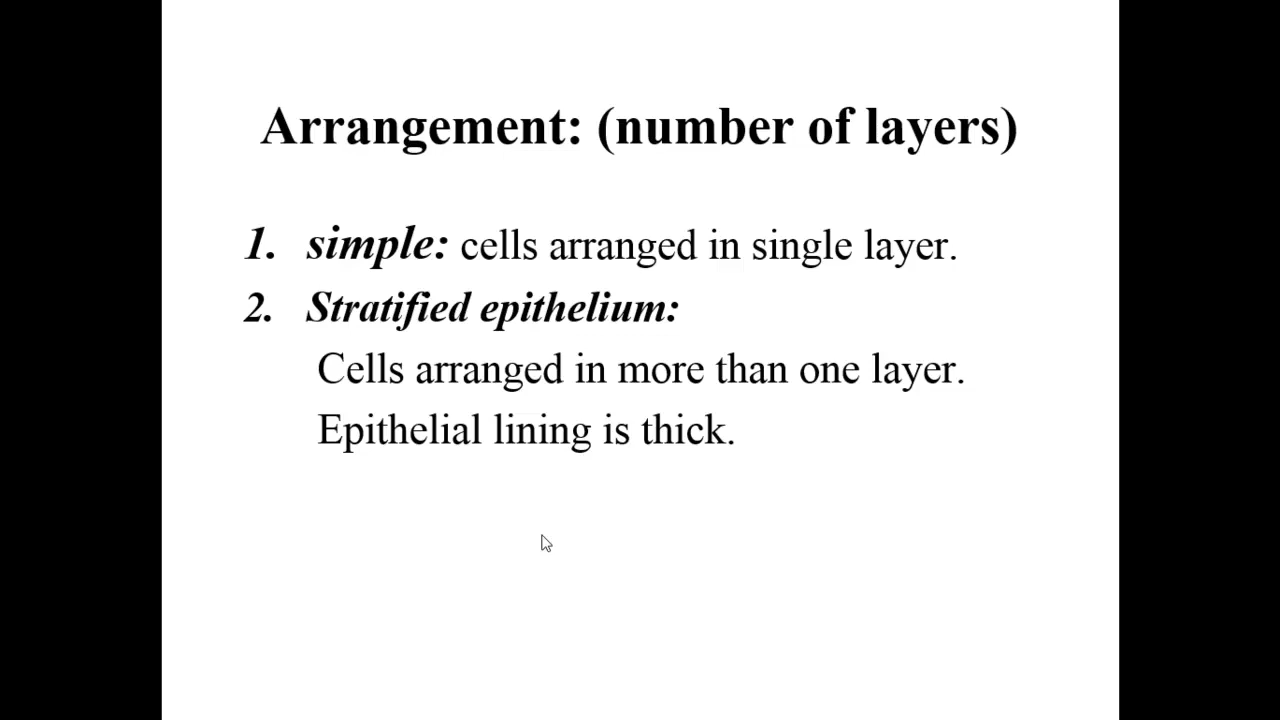 Arrangement: (number of layers)
1. simple: cells arranged in single layer.
2. Stratified epithelium:
Cells arranged in more than one layer.
Epithelial lining is thick.